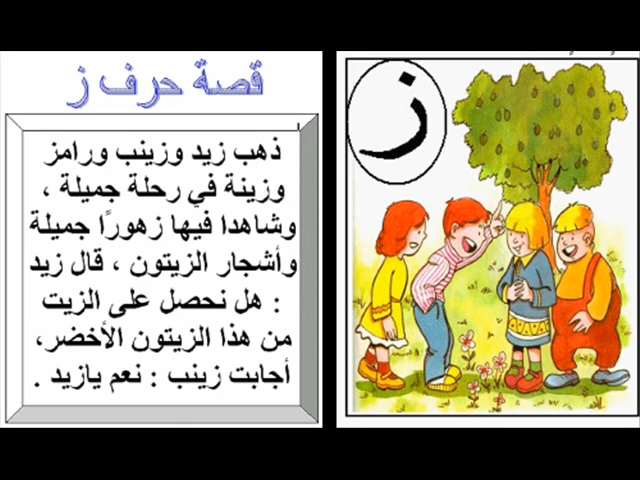 قصة حرف ز
ذهب زيد وزينب ورامز
وزينة في رحلة جميلة ،
وشاهدا فيها زهورًا جميلة
وأشجار الزيتون ، قال زيد
: هل نحصل على الزيت
من هذا الزيتون الأخضر،
أجابت زينب : نعم يازيد .
ز